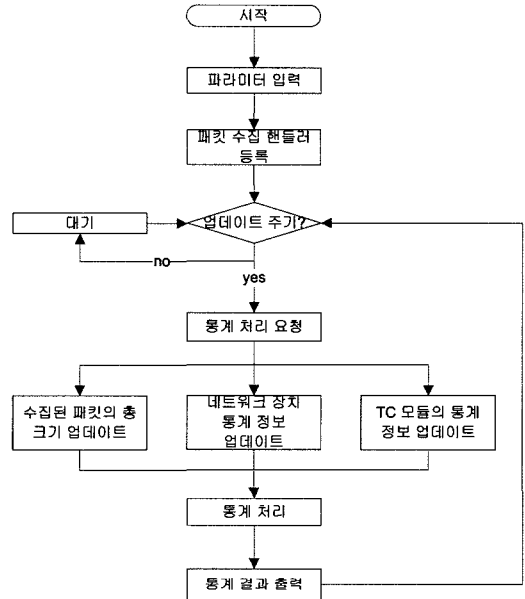 시작
파라미터 입력
패킷 수집 핸들러
등록
대기
업데이트 주기?
no
yes
통계 처리 요청
수집된 패킷의 총
크기 업데이트
네트워크 장치
통계 정보
업데이트
TC 모듈의 통계
정보 업데이트
통계 처리
통계 결과 출력